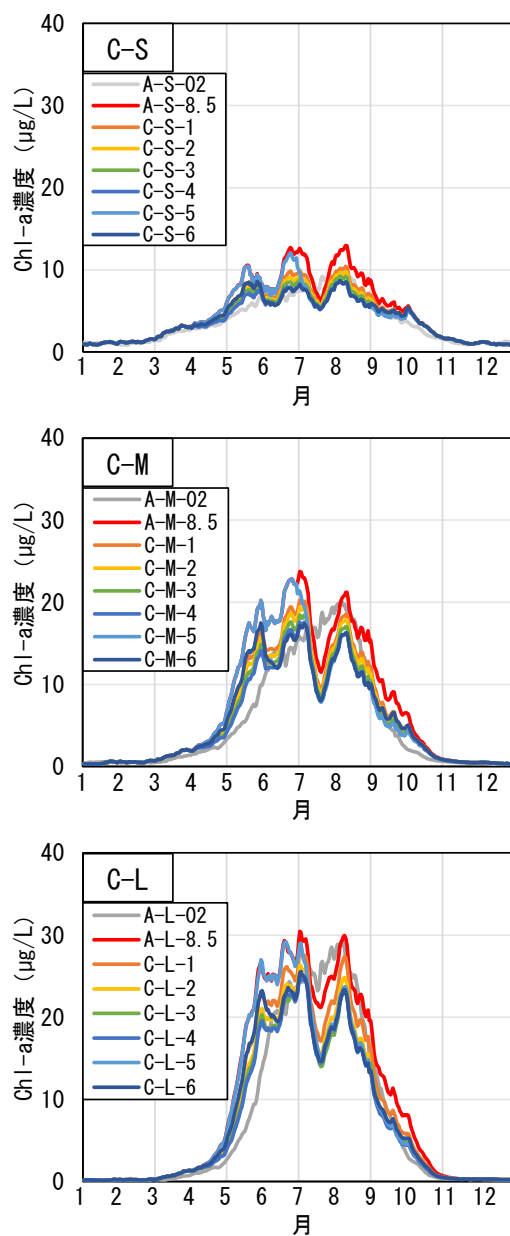 C-S
40
30
20
10
0
Chl-a濃度 (μg/L)
A-S-02
A-S-8.5
C-S-1
C-S-2
C-S-3
C-S-4
C-S-5
C-S-6
1 2 3 4 5 6 7 8 9 10 11 12
月
C-M
40
30
20
10
0
Chl-a濃度 (μg/L)
A-M-02
A-M-8.5
C-M-1
C-M-2
C-M-3
C-M-4
C-M-5
C-M-6
1 2 3 4 5 6 7 8 9 10 11 12
月
C-L
40
30
20
10
0
Chl-a濃度 (μg/L)
A-L-02
A-L-8.5
C-L-1
C-L-2
C-L-3
C-L-4
C-L-5
C-L-6
1 2 3 4 5 6 7 8 9 10 11 12
月